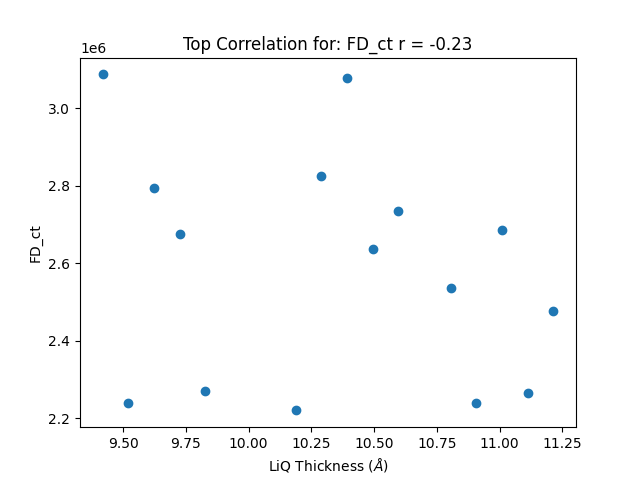 Top Correlation for: FD_ct r = -0.23
1e6
3.0
2.8
2.6
2.4
2.2
FD_ct
9.50 9.75 10.00 10.25 10.50 10.75 11.00 11.25
LiQ Thickness (Å)